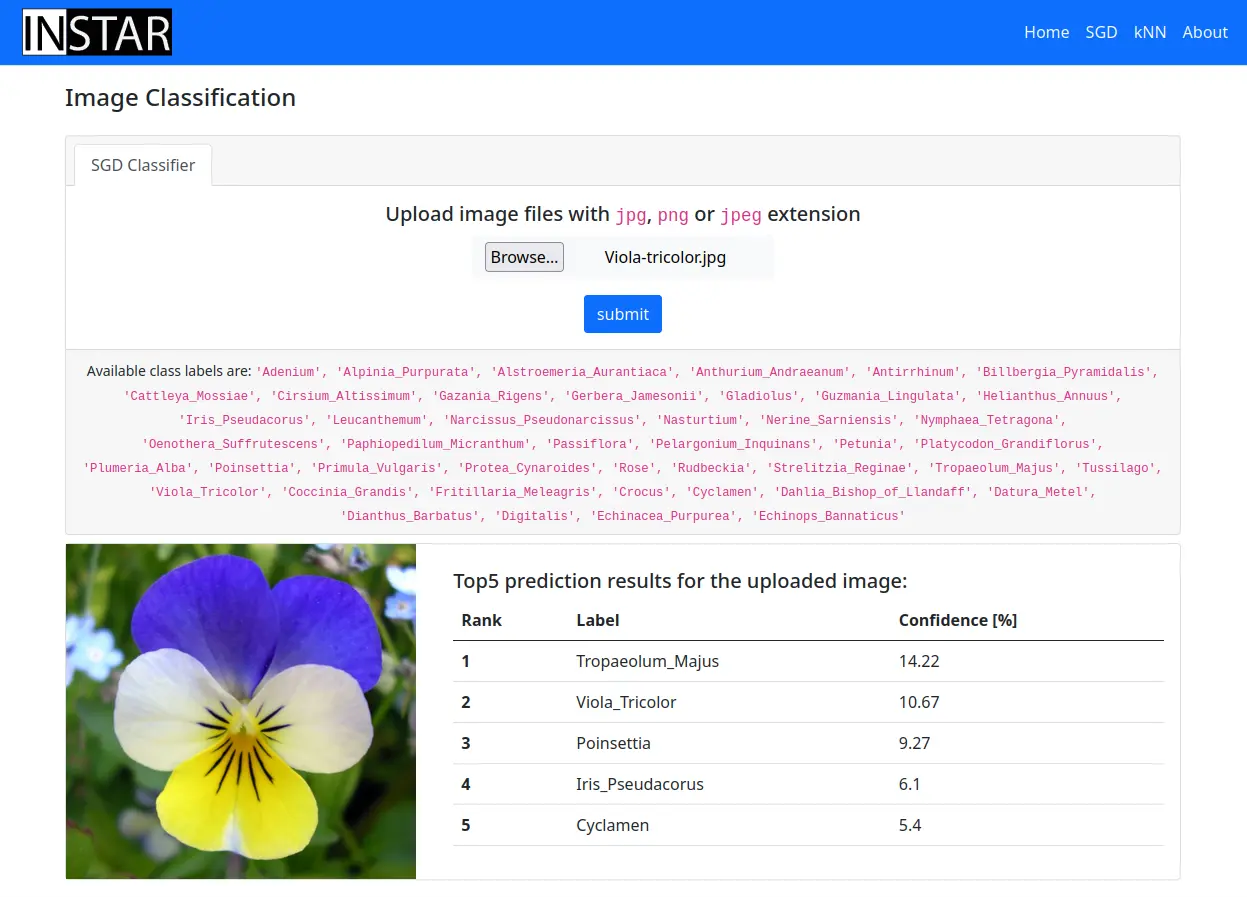 INSTAR
Home SGD kNN About
Image Classification
SGD Classifier
Upload image files with jpg, png or jpeg extension
Browse... Viola-tricolor.jpg
submit
Available class labels are: 'Adenium', 'Alpinia_Purpurata', 'Alstroemeria_Aurantiaca', 'Anthurium_Andraeanum', 'Antirrhinum', 'Billbergia_Pyramidalis',
'Cattleya_Mossiae', 'Cirsium_Altissimum', 'Gazania_Rigens', 'Gerbera_Jamesonii', 'Gladiolus', 'Guzmania_Lingulata', 'Helianthus_Annuus',
'Iris_Pseudacorus', 'Leucanthemum', 'Narcissus_Pseudonarcissus', 'Nasturtium', 'Nerine_Sarniensis', 'Nymphaea_Tetragona',
'Oenothera_Suffrutescens', 'Paphiopedilum_Micranthum', 'Passiflora', 'Pelargonium_Inquinans', 'Petunia', 'Platycodon_Grandiflorus',
'Plumeria_Alba', 'Poinsettia', 'Primula_Vulgaris', 'Protea_Cynaroides', 'Rose', 'Rudbeckia', 'Strelitzia_Reginae', 'Tropaeolum_Majus', 'Tussilago',
'Viola_Tricolor', 'Coccinia_Grandis', 'Fritillaria_Meleagris', 'Crocus', 'Cyclamen', 'Dahlia_Bishop_of_Llandaff', 'Datura_Metel',
'Dianthus_Barbatus', 'Digitalis', 'Echinacea_Purpurea', 'Echinops_Bannaticus'
Top5 prediction results for the uploaded image:
Rank Label Confidence [%]
1 Tropaeolum_Majus 14.22
2 Viola_Tricolor 10.67
3 Poinsettia 9.27
4 Iris_Pseudacorus 6.1
5 Cyclamen 5.4